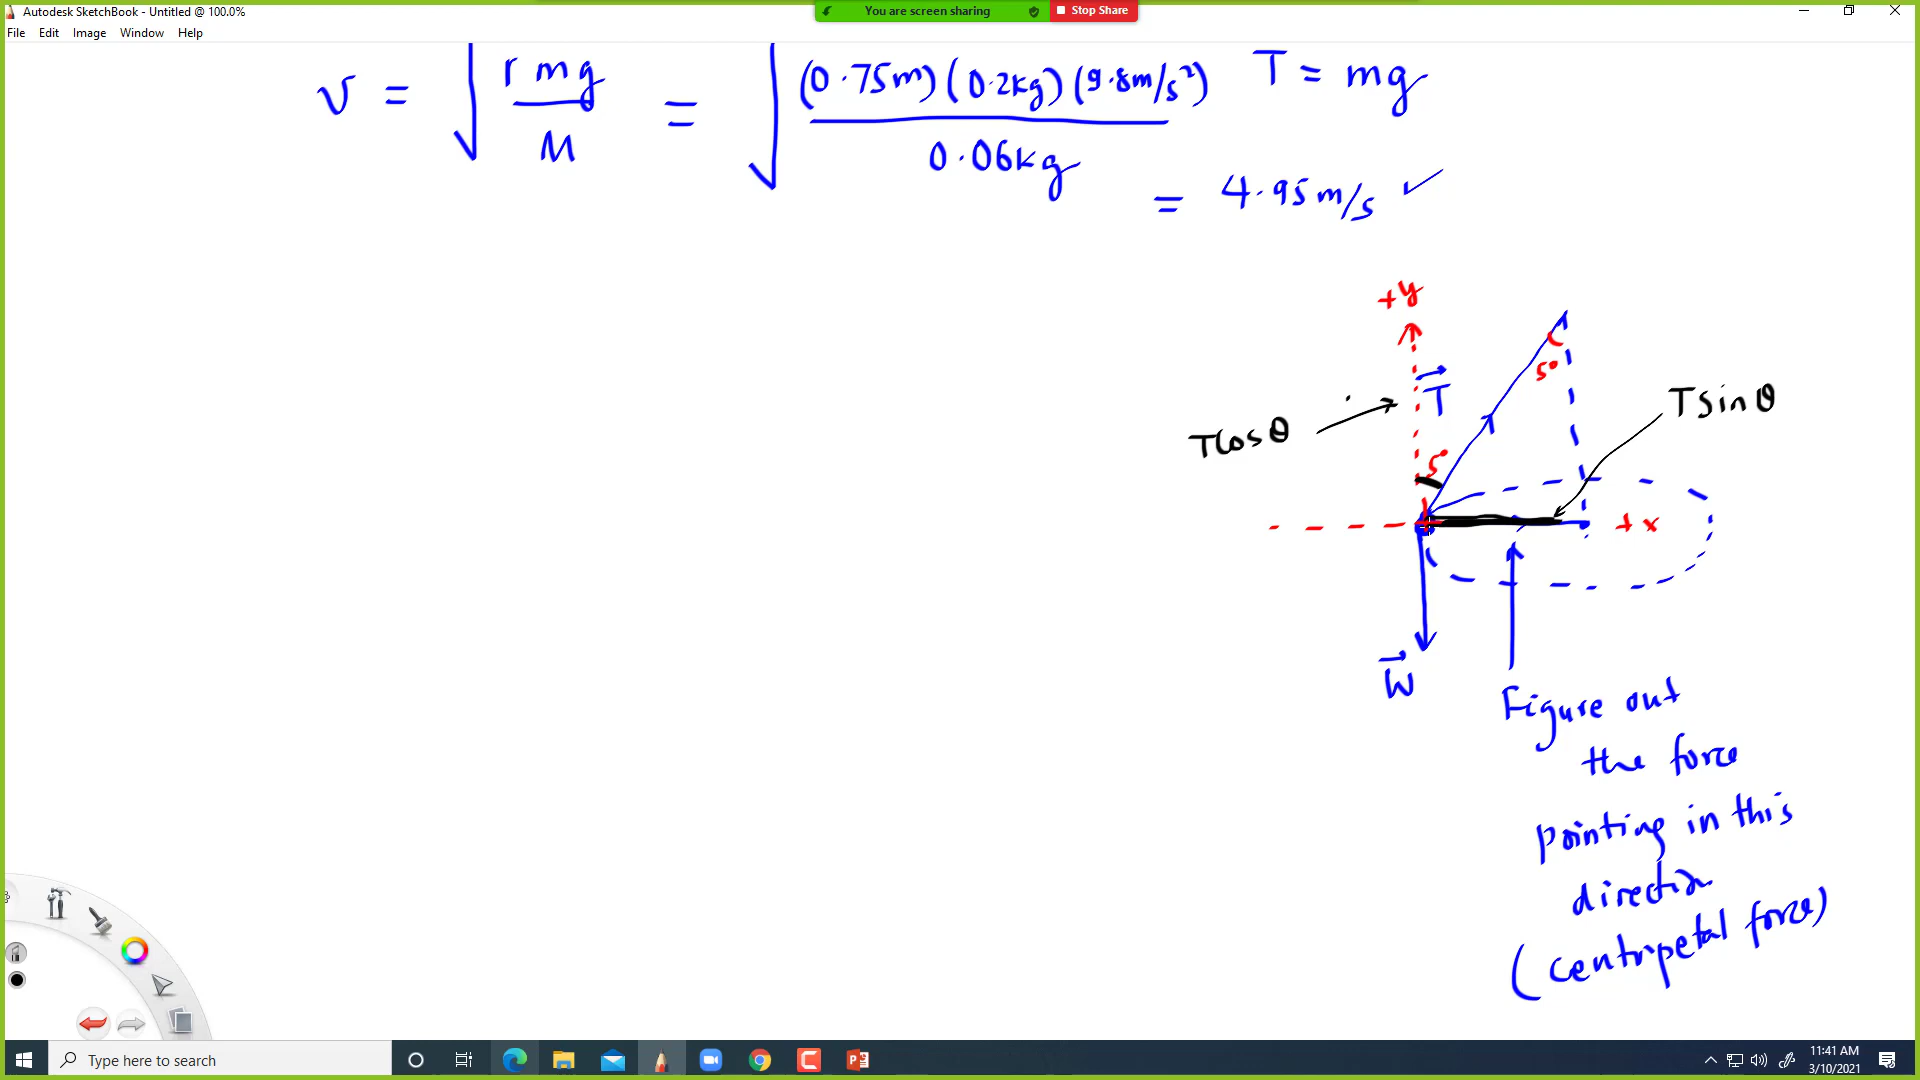 Autodesk SketchBook - Untitled @ 100.0%
You are screen sharing
Stop Share
File Edit Image Window Help
v = √(r mg / M) = √((0.75m)(0.2kg)(9.8m/s²) / 0.06kg)
T = mg
= 4.95 m/s ✓
+y
T
5°
TCosθ
TSinθ
5°
+x
W
Figure out
the force
pointing in this
direction
(centripetal force)
Type here to search
11:41 AM
3/10/2021